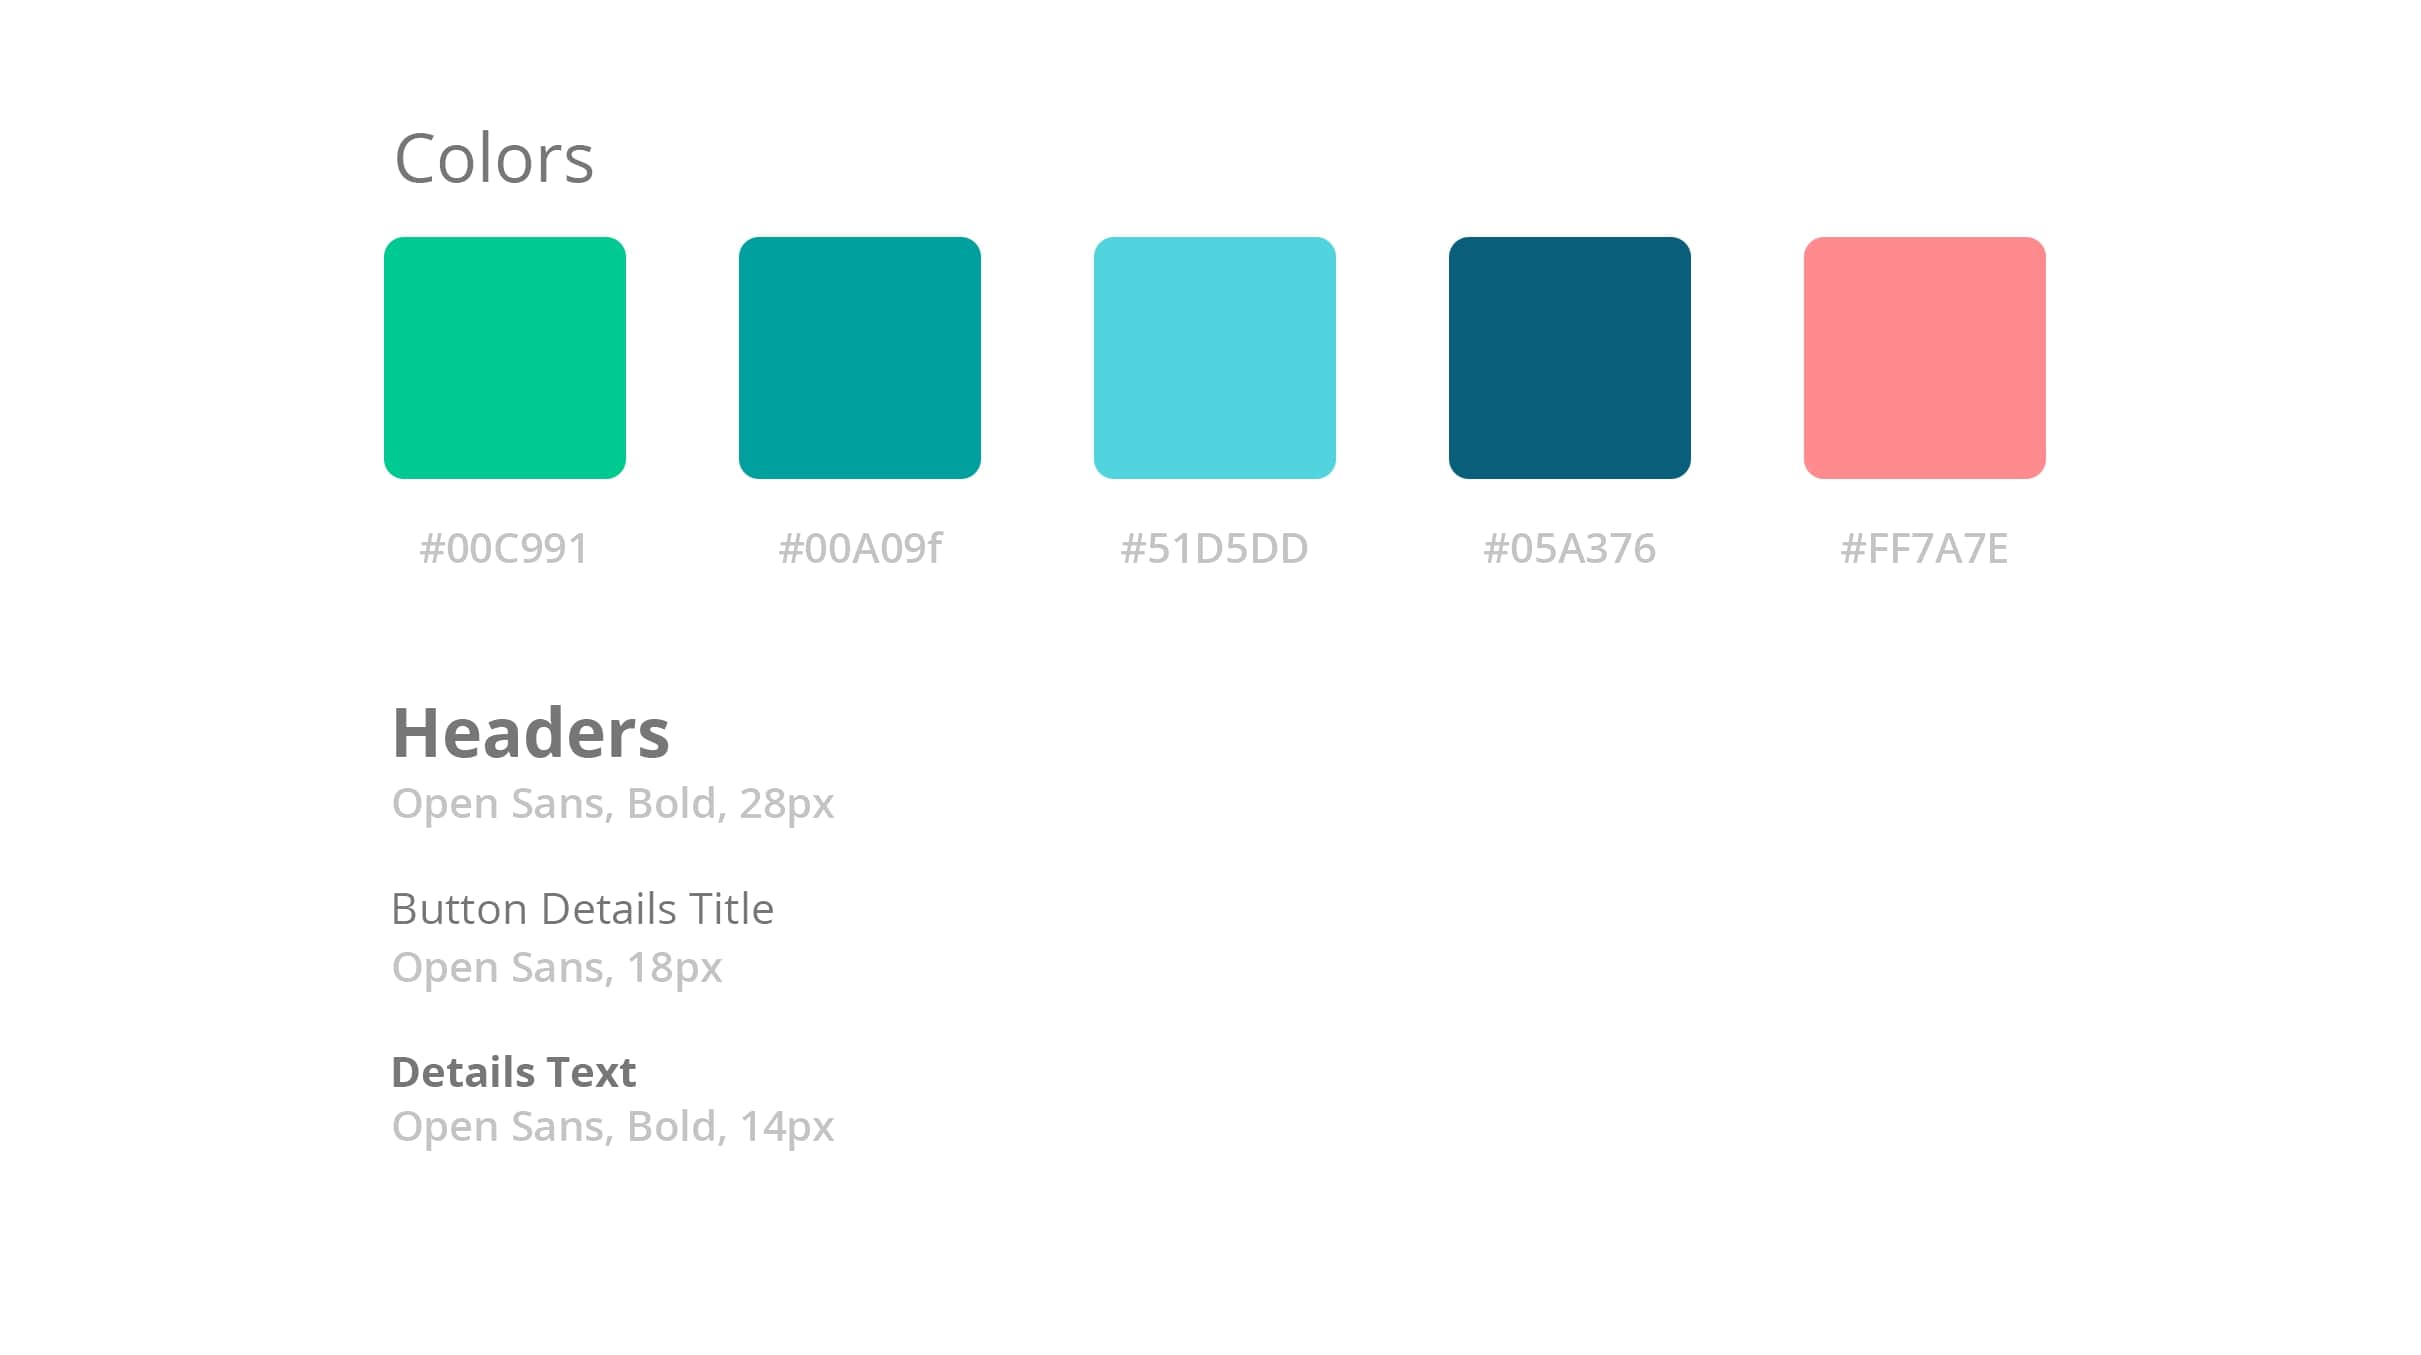 Colors
#00C991 #00A09f #51D5DD #05A376 #FF7A7E
Headers
Open Sans, Bold, 28px
Button Details Title
Open Sans, 18px
Details Text
Open Sans, Bold, 14px